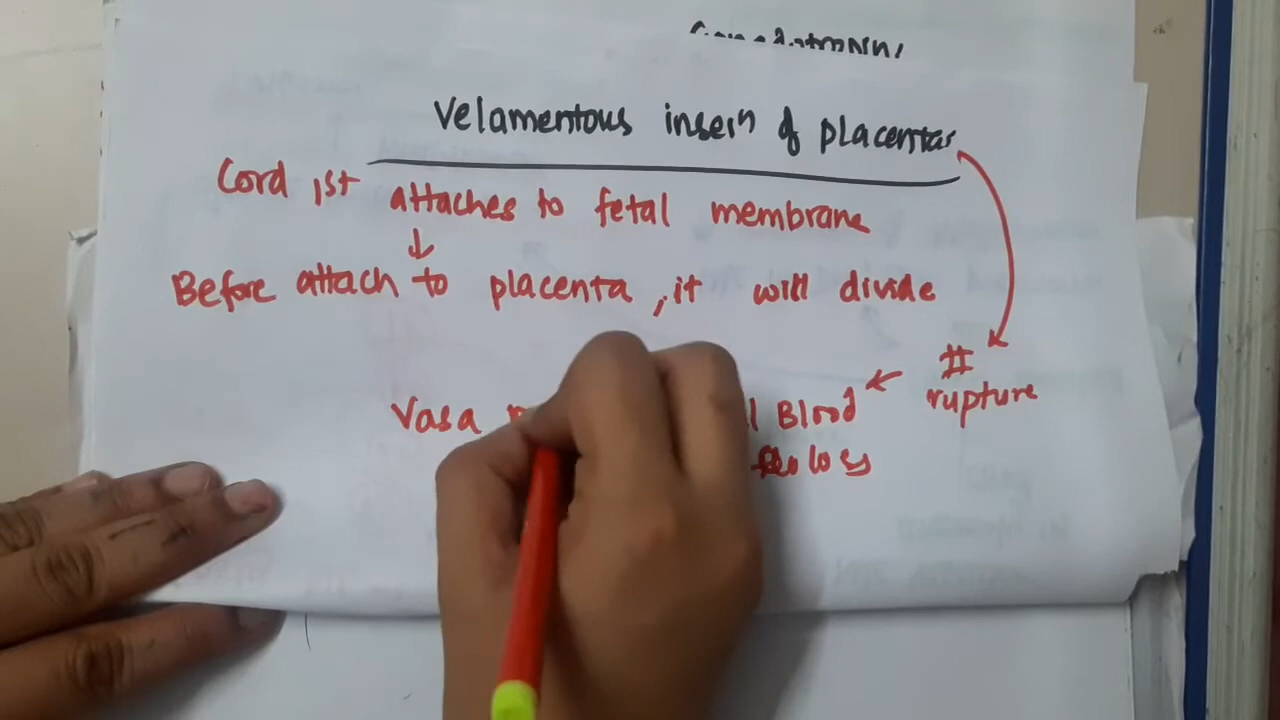 Velamentous inserⁿ of placentas
Cord 1st attaches to fetal membrane
↓
Before attach to placenta, it will divide
#
rupture
Vasa ← Blood
loss